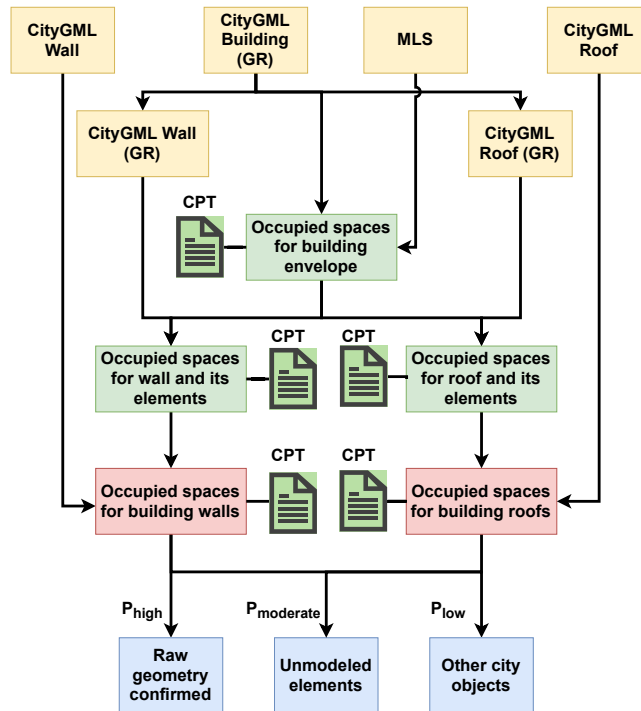 CityGML
Wall
CityGML
Building
(GR)
MLS
CityGML
Roof
CityGML Wall
(GR)
CityGML
Roof (GR)
CPT
Occupied spaces
for building
envelope
Occupied spaces
for wall and its
elements
CPT
CPT
Occupied spaces
for roof and its
elements
Occupied spaces
for building walls
CPT
CPT
Occupied spaces
for building roofs
Phigh
Pmoderate
Plow
Raw
geometry
confirmed
Unmodeled
elements
Other city
objects